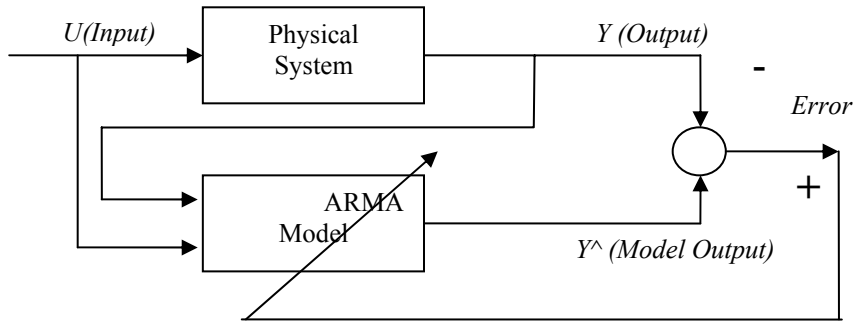 U(Input)
Physical
System
Y (Output)
-
Error
+
ARMA
Model
Y^ (Model Output)